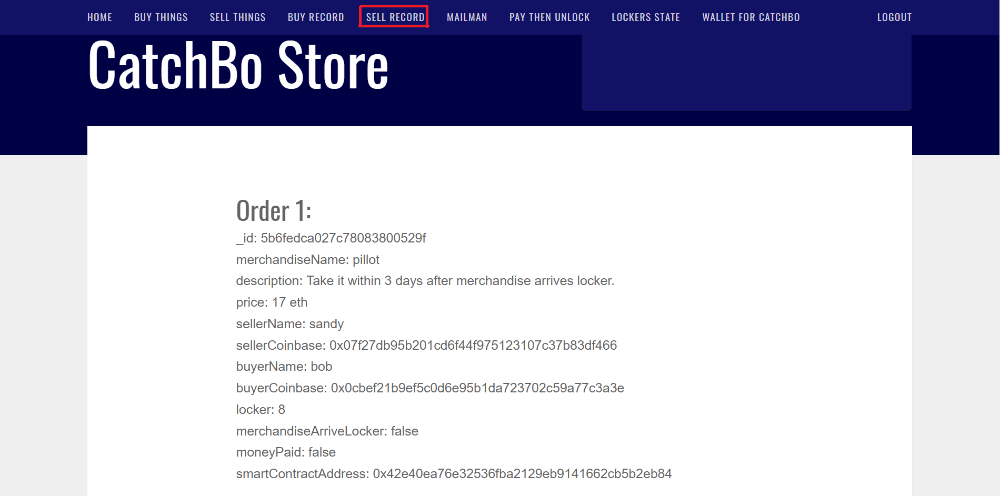 HOME BUY THINGS SELL THINGS BUY RECORD SELL RECORD MAILMAN PAY THEN UNLOCK LOCKERS STATE WALLET FOR CATCHBO LOGOUT
CatchBo Store
Order 1:
_id: 5b6fedca027c78083800529f
merchandiseName: pillot
description: Take it within 3 days after merchandise arrives locker.
price: 17 eth
sellerName: sandy
sellerCoinbase: 0x07f27db95b201cd6f44f975123107c37b83df466
buyerName: bob
buyerCoinbase: 0x0cbef21b9ef5c0d6e95b1da723702c59a77c3a3e
locker: 8
merchandiseArriveLocker: false
moneyPaid: false
smartContractAddress: 0x42e40ea76e32536fba2129eb9141662cb5b2eb84